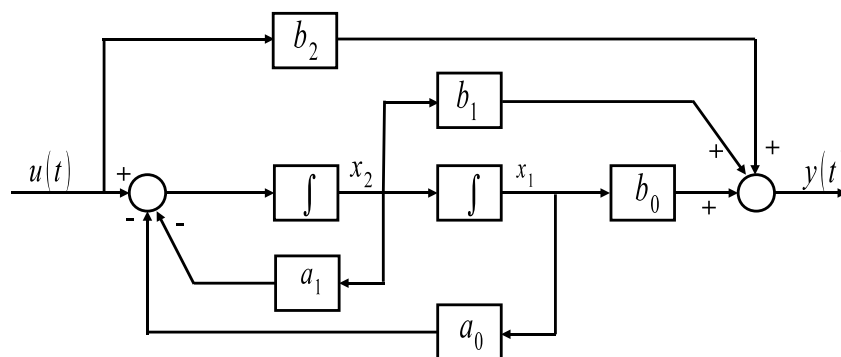 b₂
b₁
u(t)
+
∫
x₂
∫
x₁
b₀
+
+
+
y(t
-
-
a₁
a₀